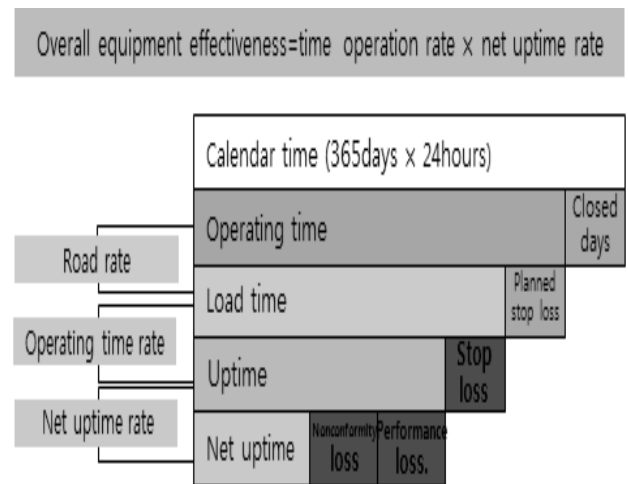 Overall equipment effectiveness=time operation rate × net uptime rate
Calendar time (365days × 24hours)
Operating time
Closed
days
Road rate
Load time
Planned
stop loss
Operating time rate
Uptime
Stop
loss
Net uptime rate
Net uptime
Nonconformity
loss
Performance
loss.